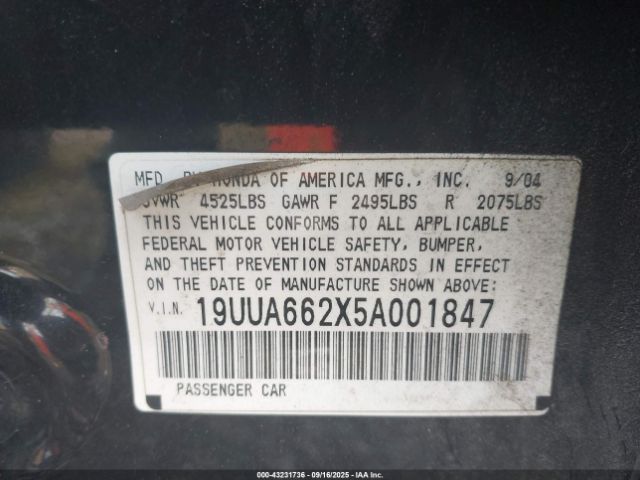 MFD. BY HONDA OF AMERICA MFG., INC. 9/04
GVWR 4525LBS GAWR F 2495LBS R 2075LBS
THIS VEHICLE CONFORMS TO ALL APPLICABLE
FEDERAL MOTOR VEHICLE SAFETY, BUMPER,
AND THEFT PREVENTION STANDARDS IN EFFECT
ON THE DATE OF MANUFACTURE SHOWN ABOVE:
V.I.N. 19UUA662X5A001847
PASSENGER CAR
000-43231736 - 09/16/2025 - IAA Inc.